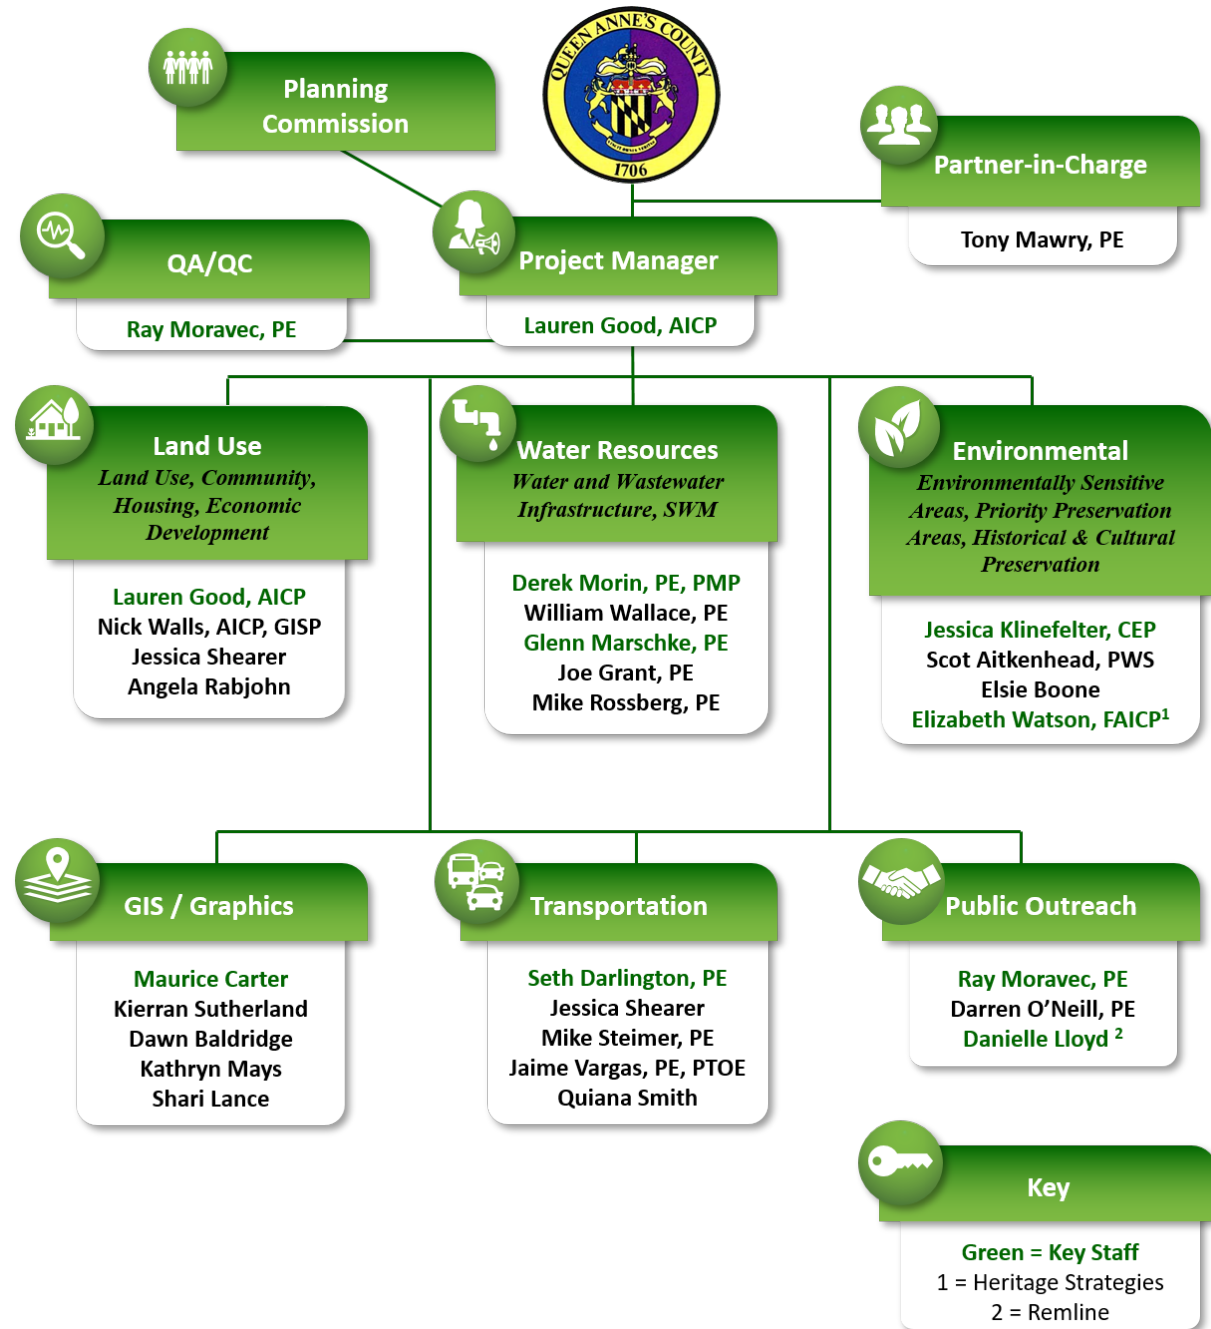 QUEEN ANNE'S COUNTY
1706
Planning
Commission
Partner-in-Charge
Tony Mawry, PE
QA/QC
Ray Moravec, PE
Project Manager
Lauren Good, AICP
Land Use
Land Use, Community,
Housing, Economic
Development
Lauren Good, AICP
Nick Walls, AICP, GISP
Jessica Shearer
Angela Rabjohn
Water Resources
Water and Wastewater
Infrastructure, SWM
Derek Morin, PE, PMP
William Wallace, PE
Glenn Marschke, PE
Joe Grant, PE
Mike Rossberg, PE
Environmental
Environmentally Sensitive
Areas, Priority Preservation
Areas, Historical & Cultural
Preservation
Jessica Klinefelter, CEP
Scot Aitkenhead, PWS
Elsie Boone
Elizabeth Watson, FAICP1
GIS / Graphics
Maurice Carter
Kierran Sutherland
Dawn Baldridge
Kathryn Mays
Shari Lance
Transportation
Seth Darlington, PE
Jessica Shearer
Mike Steimer, PE
Jaime Vargas, PE, PTOE
Quiana Smith
Public Outreach
Ray Moravec, PE
Darren O’Neill, PE
Danielle Lloyd 2
Key
Green = Key Staff
1 = Heritage Strategies
2 = Remline